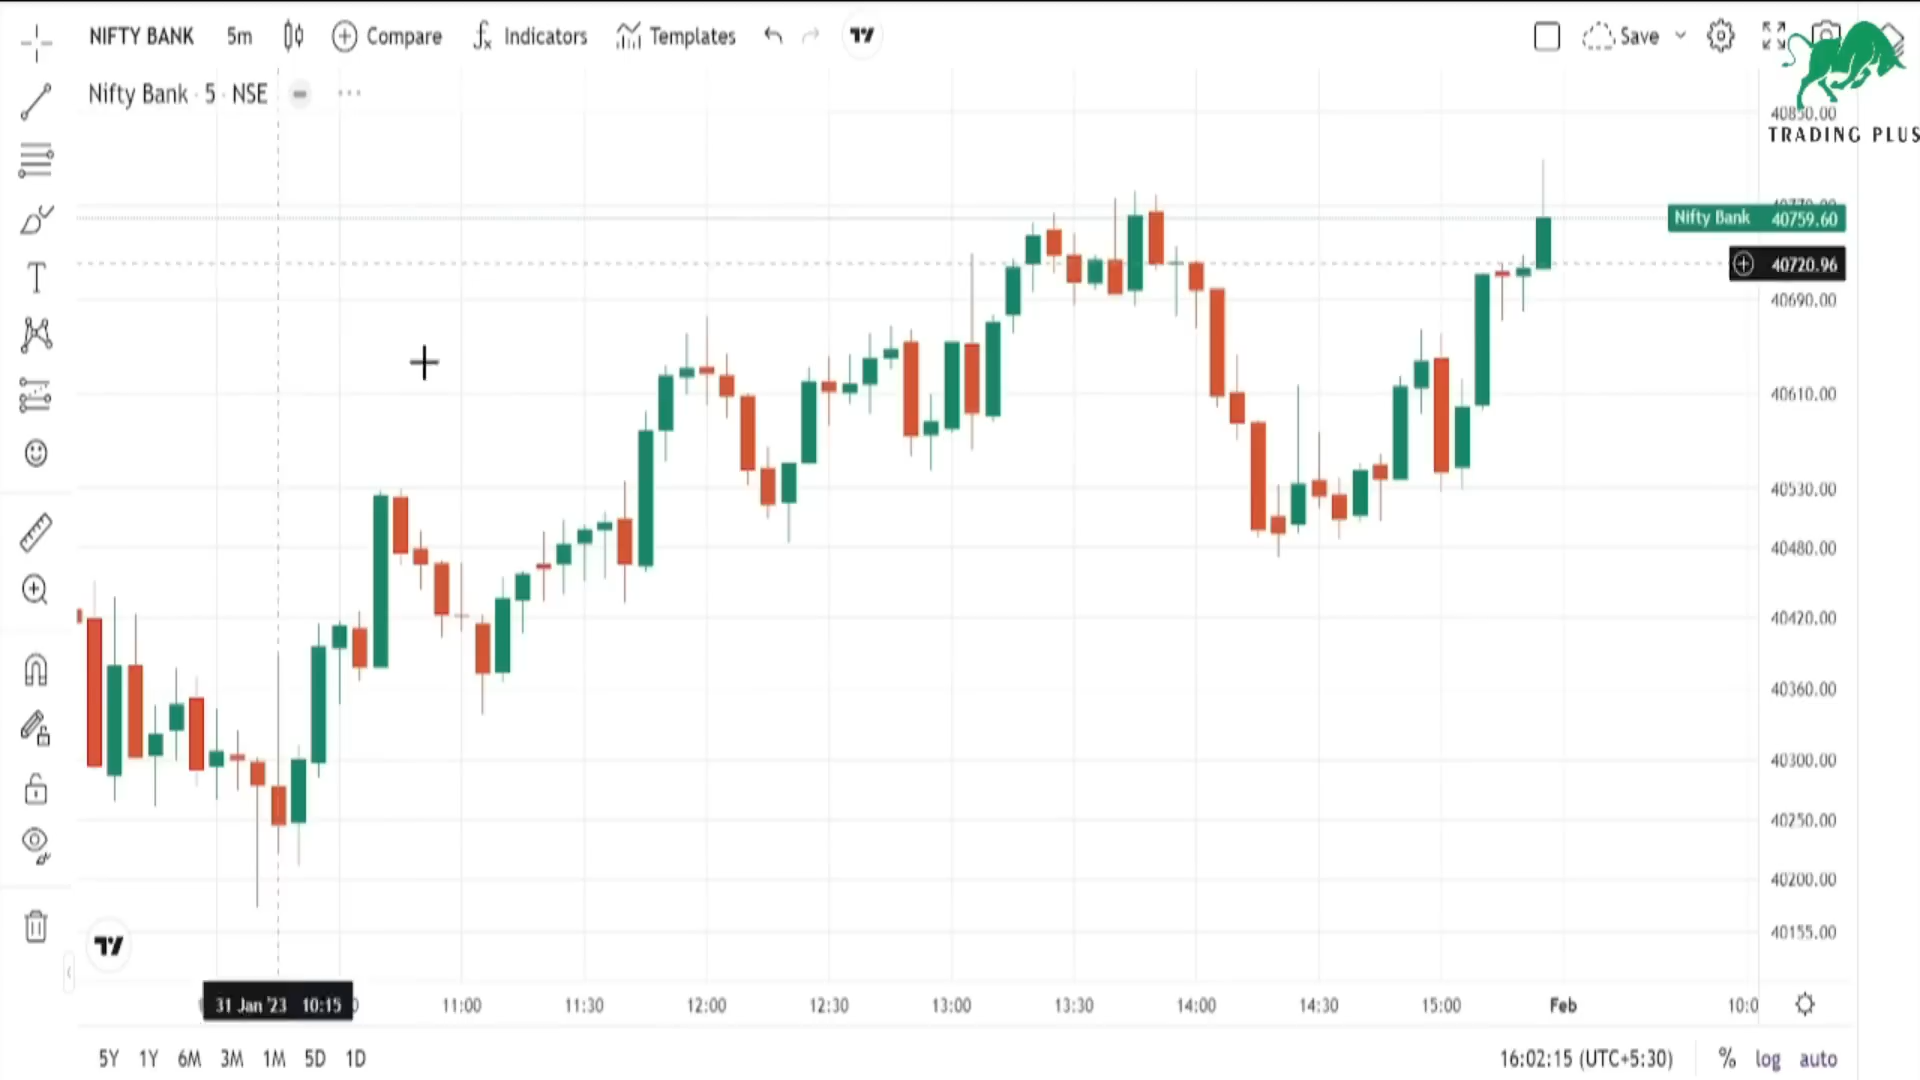 NIFTY BANK 5m Compare Indicators Templates Save
Nifty Bank · 5 · NSE
TRADING PLUS
40850.00
Nifty Bank 40759.60
40720.96
40690.00
40610.00
40530.00
40480.00
40420.00
40360.00
40300.00
40250.00
40200.00
40155.00
31 Jan '23 10:15 11:00 11:30 12:00 12:30 13:00 13:30 14:00 14:30 15:00 Feb 10:0
5Y 1Y 6M 3M 1M 5D 1D 16:02:15 (UTC+5:30) % log auto